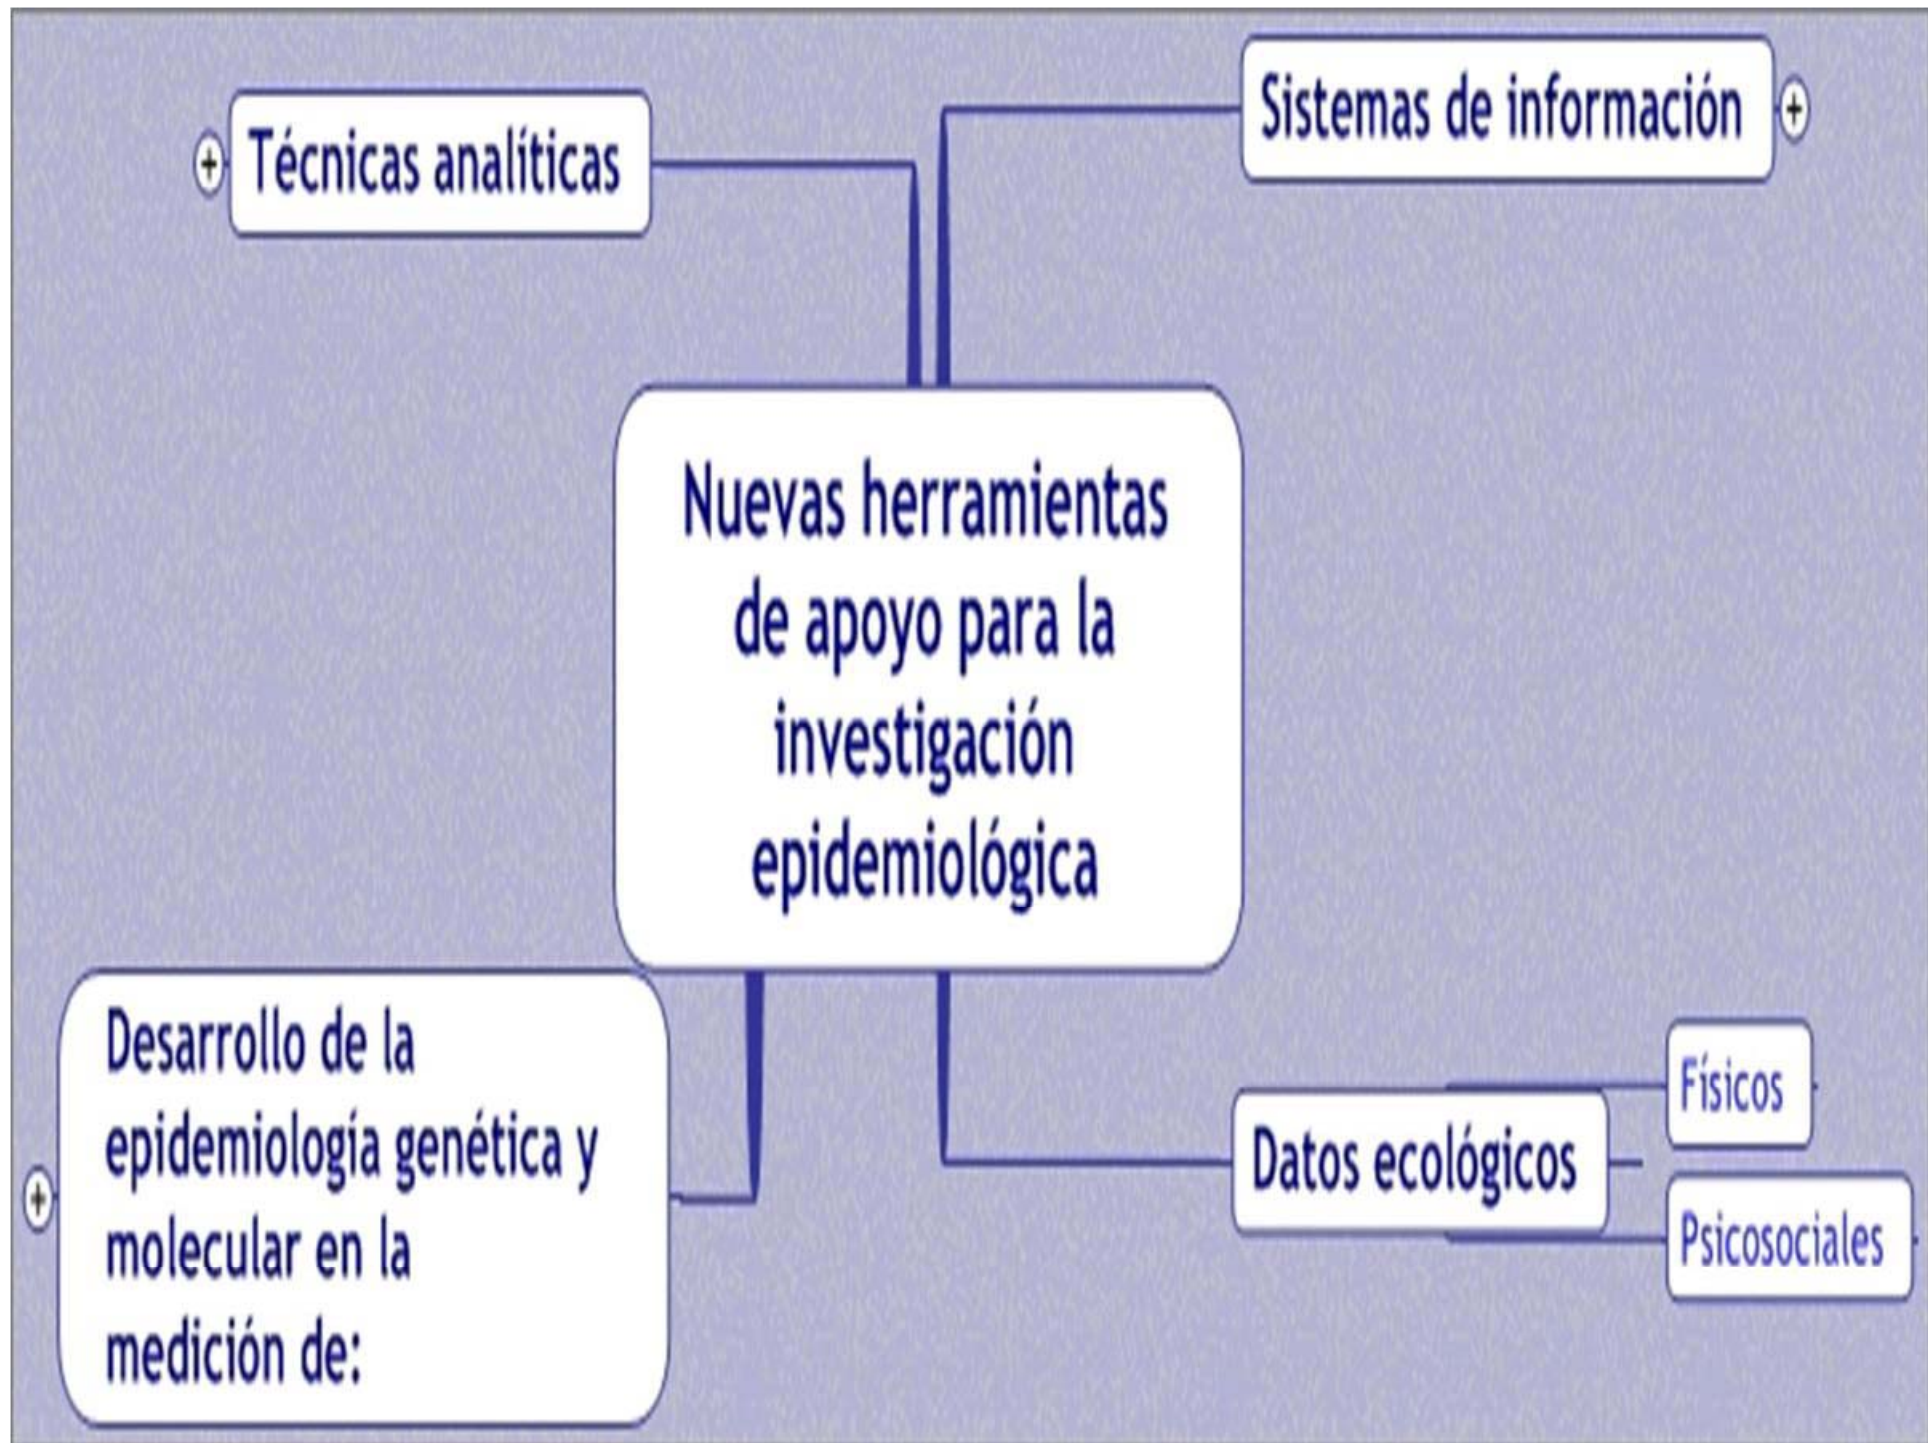 Técnicas analíticas
Sistemas de información
Nuevas herramientas
de apoyo para la
investigación
epidemiológica
Desarrollo de la
epidemiología genética y
molecular en la
medición de:
Datos ecológicos
Físicos
Psicosociales